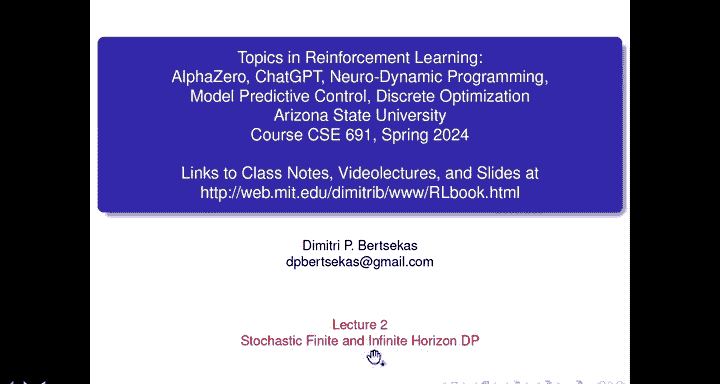 Topics in Reinforcement Learning:
AlphaZero, ChatGPT, Neuro-Dynamic Programming,
Model Predictive Control, Discrete Optimization
Arizona State University
Course CSE 691, Spring 2024
Links to Class Notes, Videolectures, and Slides at
http://web.mit.edu/dimitrib/www/RLbook.html
Dimitri P. Bertsekas
dpbertsekas@gmail.com
Lecture 2
Stochastic Finite and Infinite Horizon DP